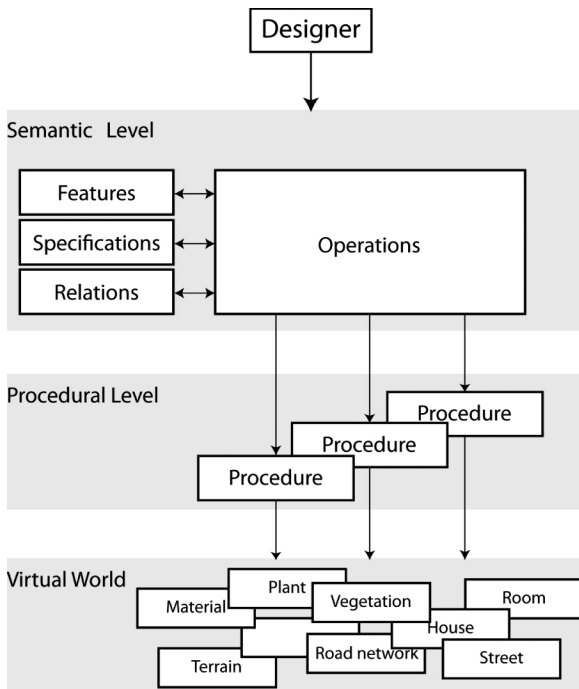 Designer
Semantic Level
Features
Specifications
Operations
Relations
Procedural Level
Procedure
Procedure
Procedure
Virtual World
Plant
Material
Vegetation
Room
House
Terrain
Road network
Street